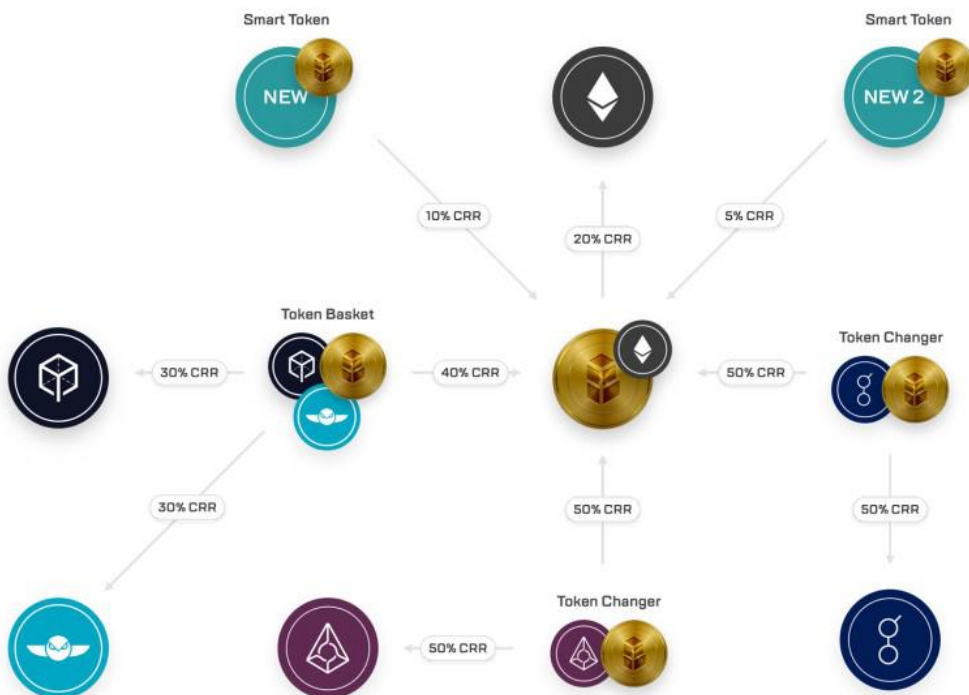 Smart Token
Smart Token
NEW
NEW 2
10% CRR
5% CRR
20% CRR
Token Basket
Token Changer
30% CRR
40% CRR
50% CRR
30% CRR
50% CRR
50% CRR
Token Changer
50% CRR